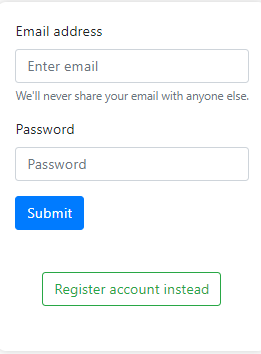 Email address
Enter email
We'll never share your email with anyone else.
Password
Password
Submit
Register account instead